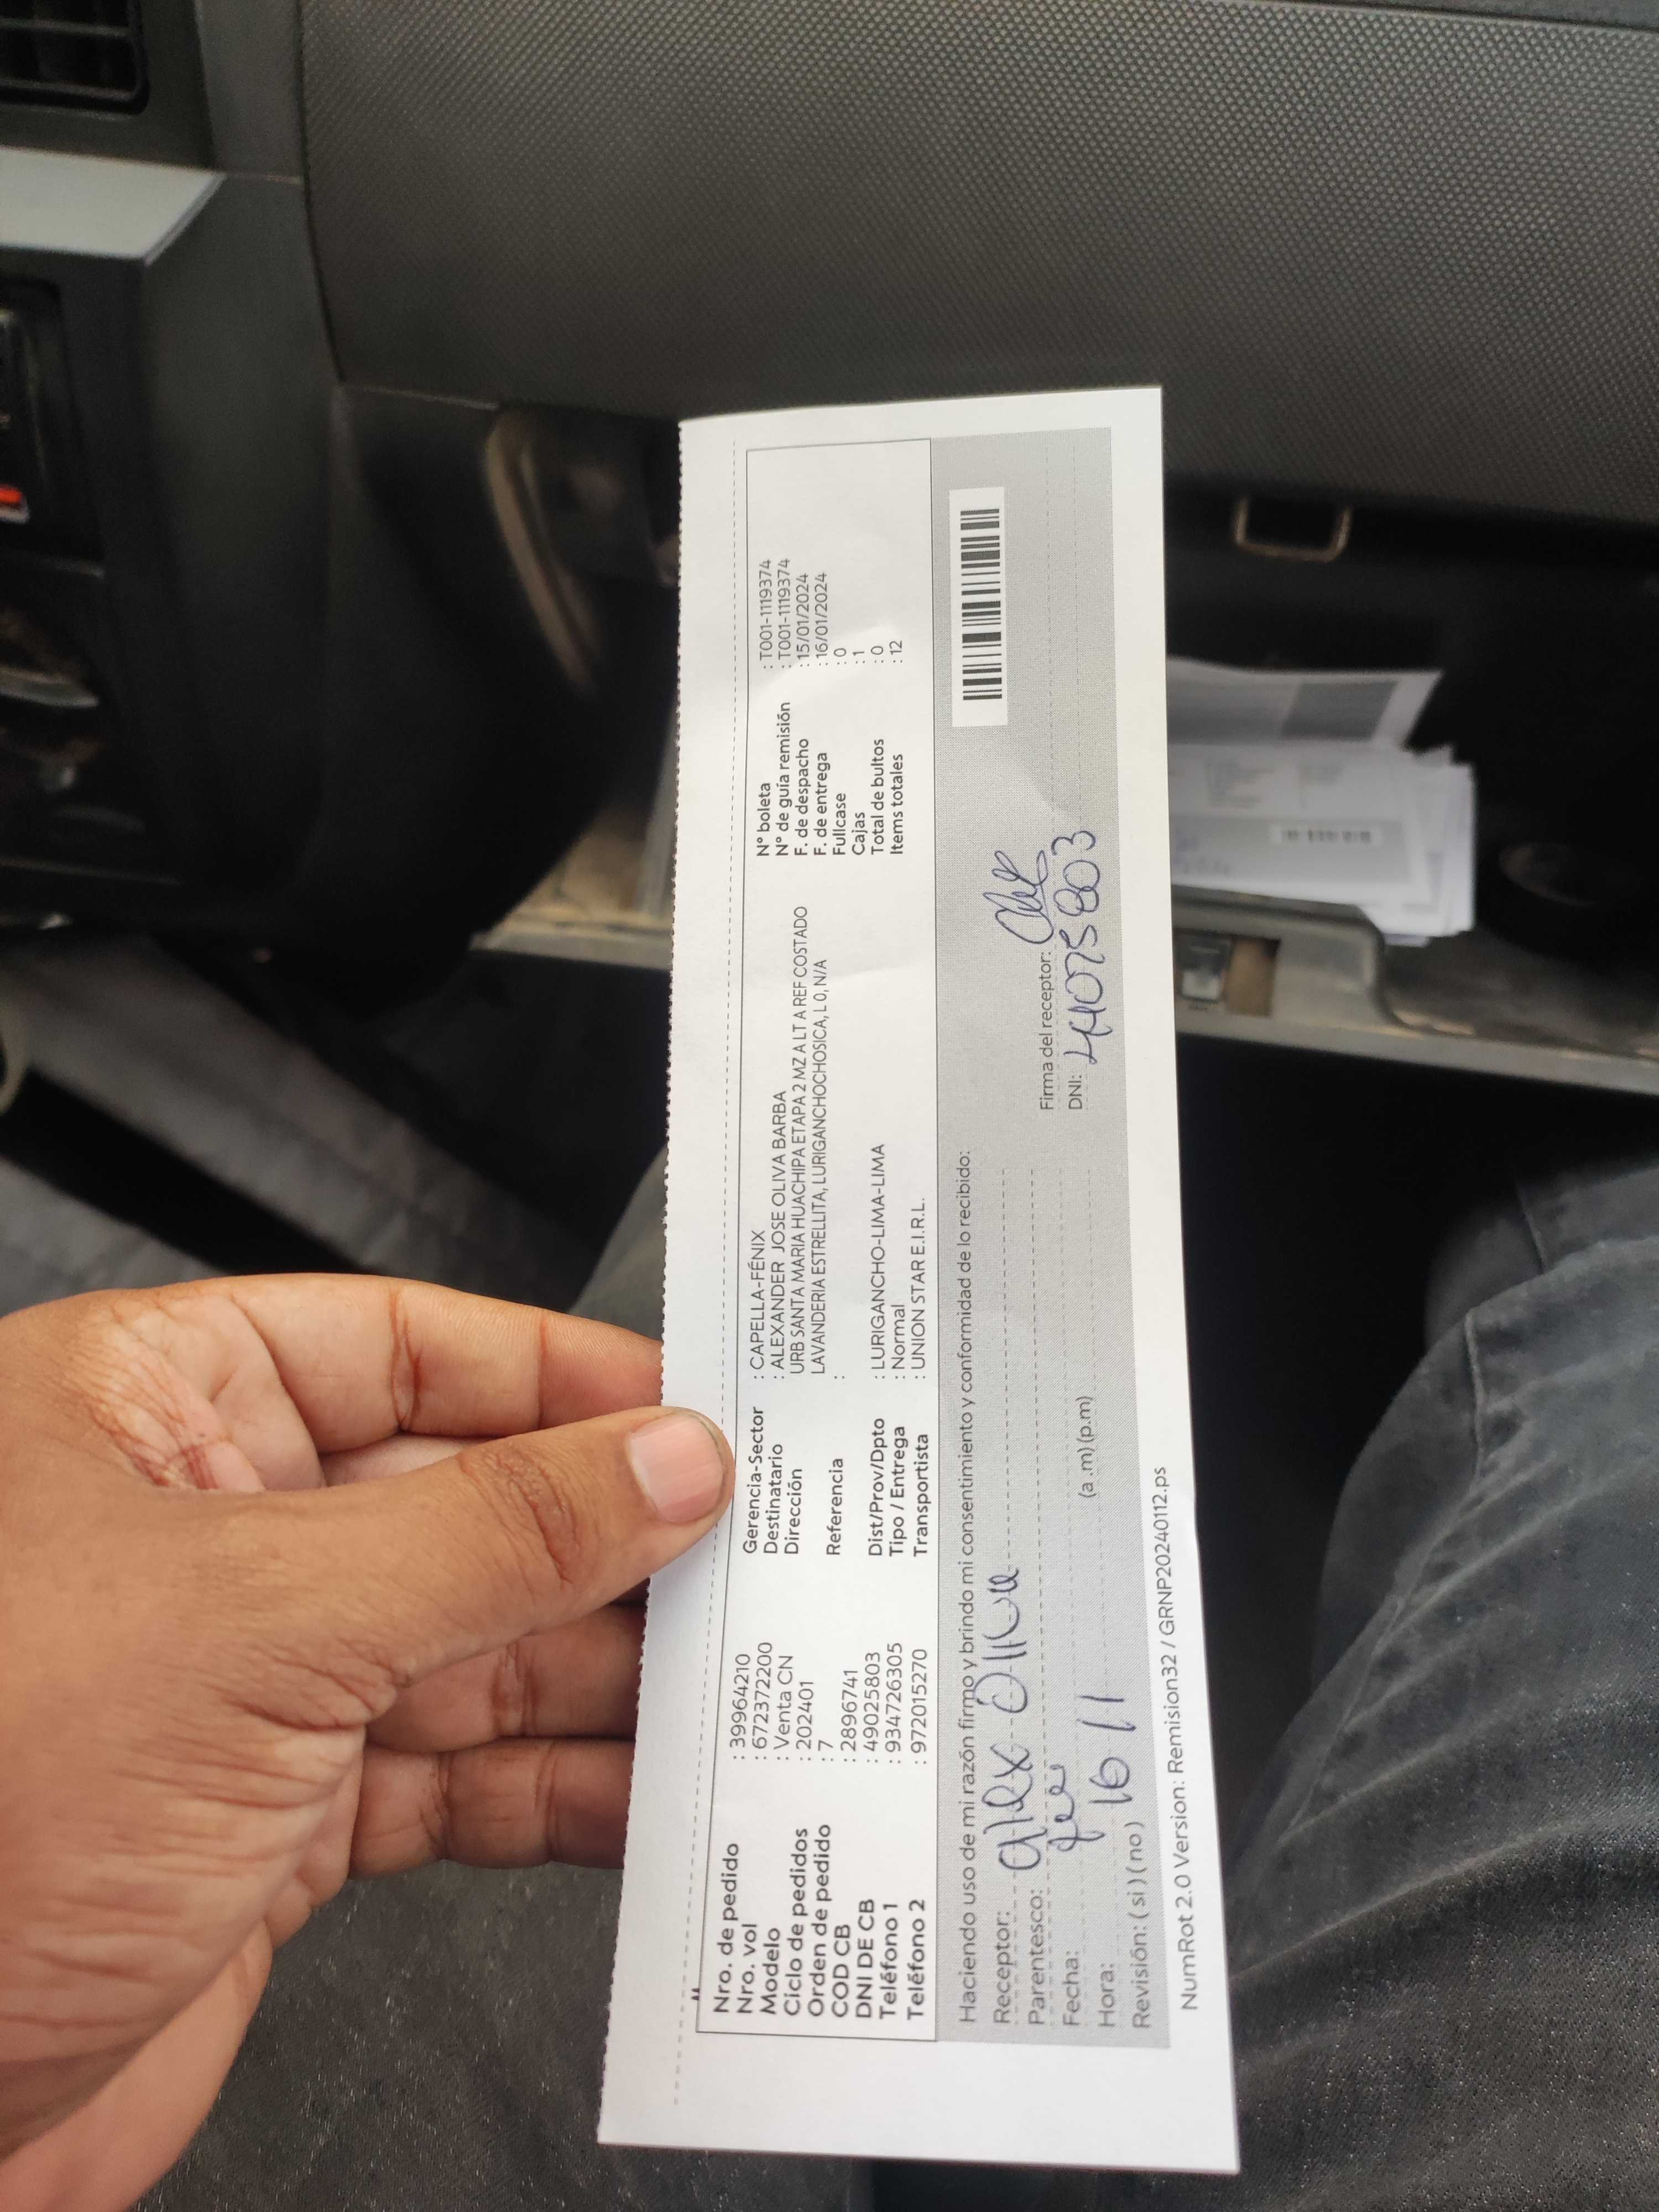 Nro. de pedido : 39964210
Nro. vol : 672372200
Modelo : Venta CN
Ciclo de pedidos : 202401
Orden de pedido : 7
COD CB : 2896741
DNI DE CB : 49025803
Teléfono 1 : 934726305
Teléfono 2 : 972015270
Gerencia-Sector : CAPELLA-FÉNIX
Destinatario : ALEXANDER JOSE OLIVA BARBA
Dirección URB SANTA MARIA HUACHIPA ETAPA 2 MZ A LT A REF COSTADO
LAVANDERIA ESTRELLITA, LURIGANCHOCHOSICA, L 0, N/A
Referencia :
Dist/Prov/Dpto : LURIGANCHO-LIMA-LIMA
Tipo / Entrega : Normal
Transportista : UNION STAR E.I.R.L.
N° boleta : T001-1119374
N° de guía remisión : T001-1119374
F. de despacho : 15/01/2024
F. de entrega : 16/01/2024
Fullcase : 0
Cajas : 1
Total de bultos : 0
Items totales : 12
Haciendo uso de mi razón firmo y brindo mi consentimiento y conformidad de lo recibido:
Receptor: Alex Oliva
Parentesco:
Fecha: 16 / 1
Hora: (a.m) (p.m)
Revisión: ( si ) ( no )
Firma del receptor:
DNI: 44075803
NumRot 2.0 Version: Remision32 / GRNP20240112.ps